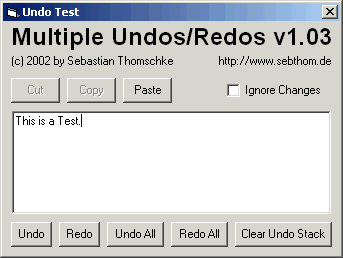 Undo Test
Multiple Undos/Redos v1.03
(c) 2002 by Sebastian Thomschke http://www.sebthom.de
Cut Copy Paste Ignore Changes
This is a Test.
Undo Redo Undo All Redo All Clear Undo Stack